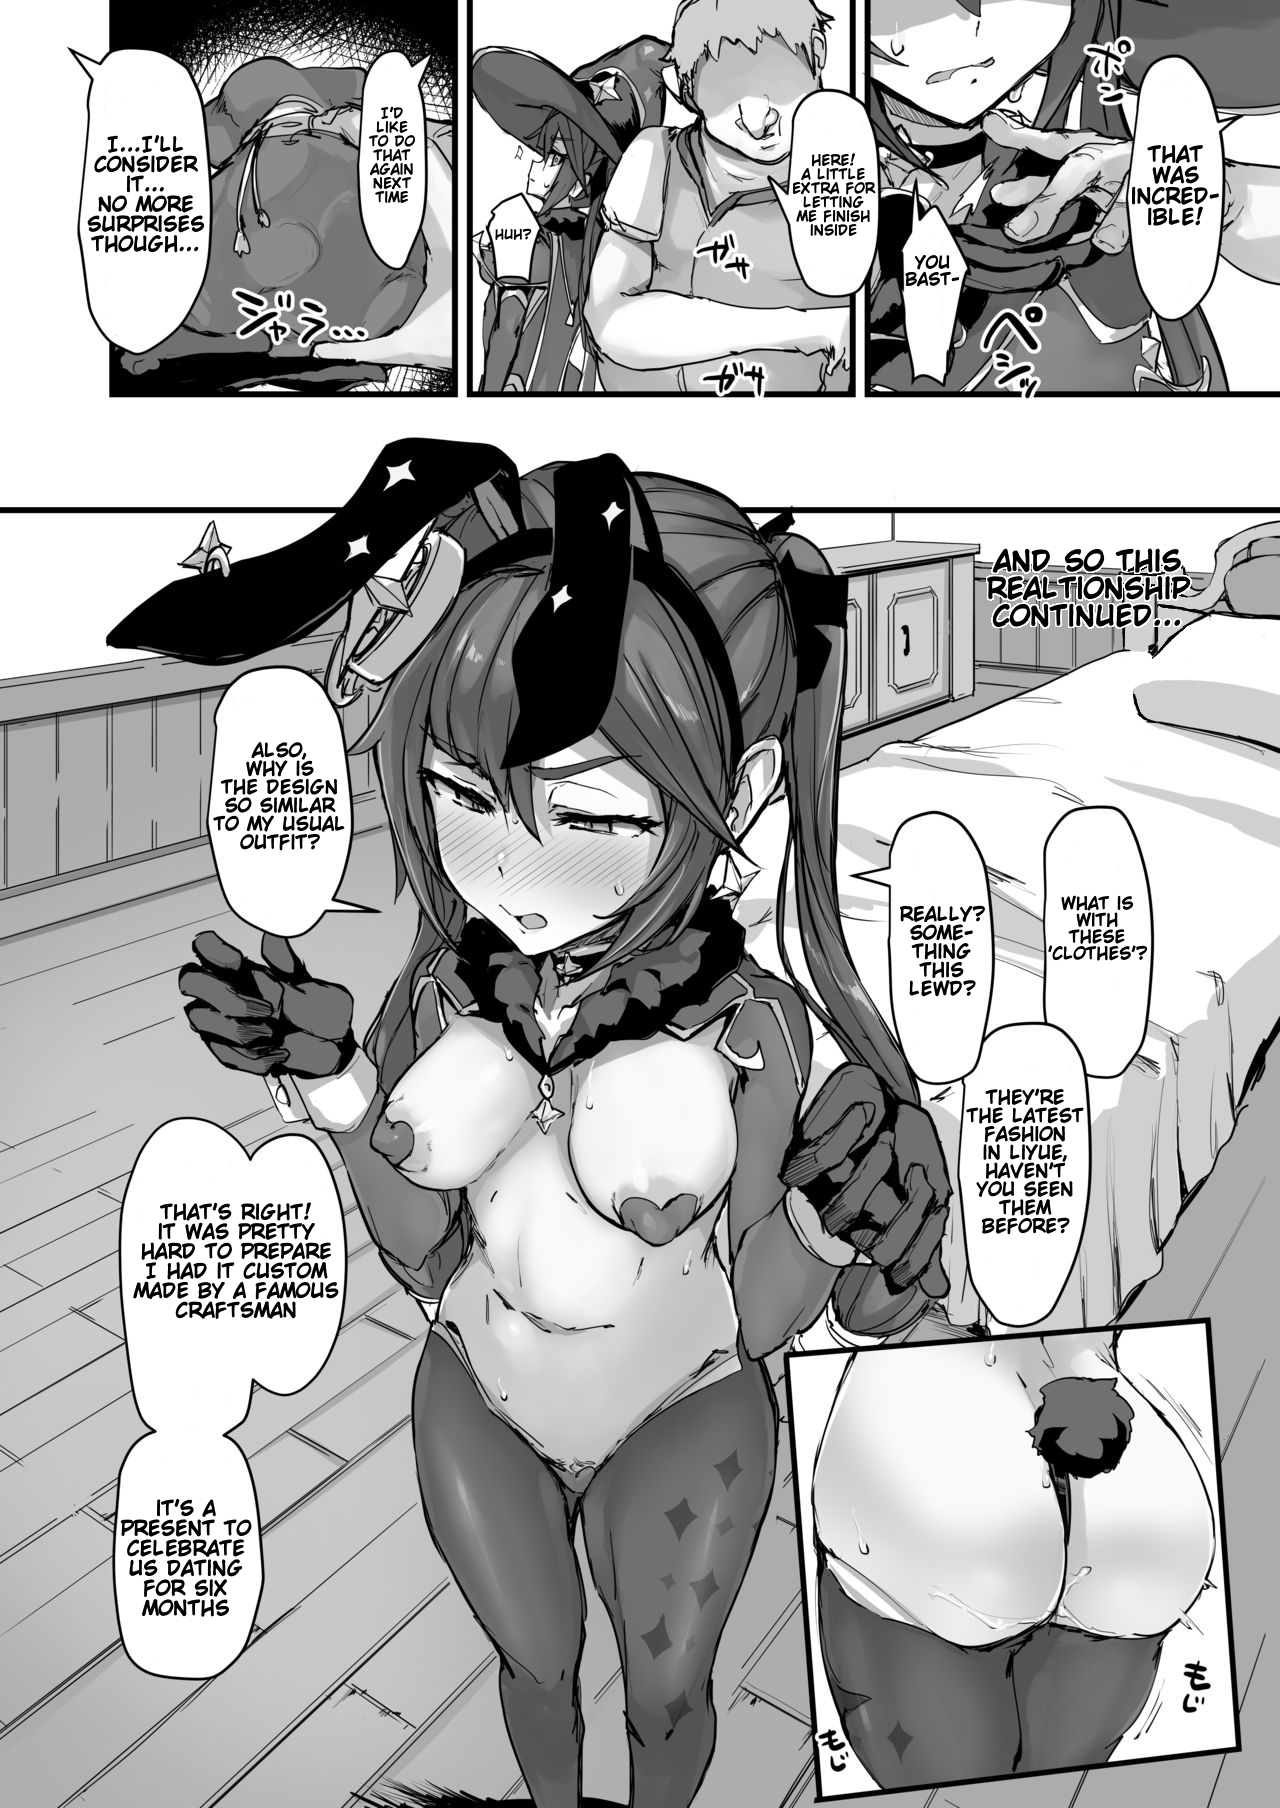 THAT
WAS
INCRED-
IBLE!
ポン
YOU
BAST-
ペシッ
HERE!
A LITTLE
EXTRA FOR
LETTING
ME FINISH
INSIDE
HUH?
ガサ
ガサ
I'D
LIKE
TO DO
THAT
AGAIN
NEXT
TIME
I...I'LL
CONSIDER
IT...
NO MORE
SURPRISES
THOUGH...
ジャラ...
AND SO THIS
REALTIONSHIP
CONTINUED...
WHAT IS
WITH
THESE
'CLOTHES'?
REALLY?
SOME-
THING
THIS
LEWD?
THEY'RE
THE LATEST
FASHION
IN LIYUE,
HAVEN'T
YOU SEEN
THEM
BEFORE?
ALSO,
WHY IS
THE DESIGN
SO SIMILAR
TO MY USUAL
OUTFIT?
THAT'S RIGHT!
IT WAS PRETTY
HARD TO PREPARE
I HAD IT CUSTOM
MADE BY A FAMOUS
CRAFTSMAN
IT'S A
PRESENT TO
CELEBRATE
US DATING
FOR SIX
MONTHS
もじ
もじ